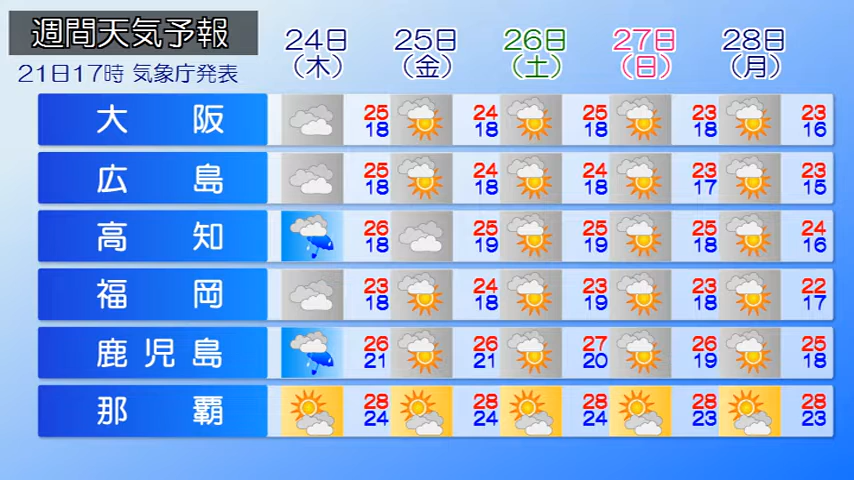 週間天気予報
21日17時 気象庁発表
24日 25日 26日 27日 28日
(木) (金) (土) (日) (月)
大阪 25 18 24 18 25 18 23 18 23 16
広島 25 18 24 18 24 18 23 17 23 15
高知 26 18 25 19 25 19 25 18 24 16
福岡 23 18 24 18 23 19 23 18 22 17
鹿児島 26 21 26 21 27 20 26 19 25 18
那覇 28 24 28 24 28 24 28 23 28 23